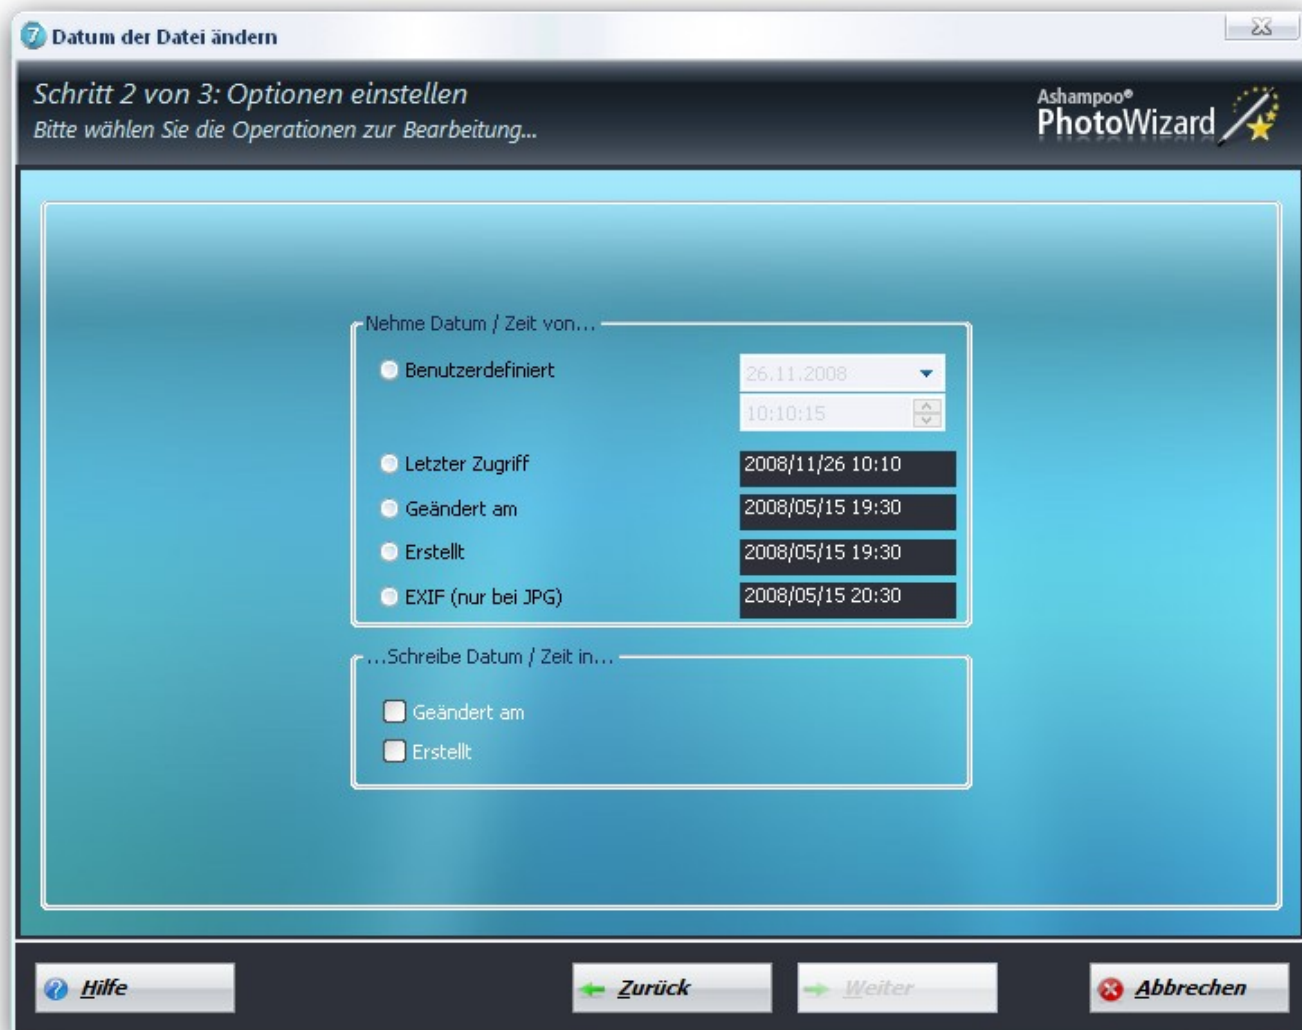 7 Datum der Datei ändern
Schritt 2 von 3: Optionen einstellen
Bitte wählen Sie die Operationen zur Bearbeitung...
Ashampoo®
PhotoWizard
Nehme Datum / Zeit von...
Benutzerdefiniert 26.11.2008
10:10:15
Letzter Zugriff 2008/11/26 10:10
Geändert am 2008/05/15 19:30
Erstellt 2008/05/15 19:30
EXIF (nur bei JPG) 2008/05/15 20:30
...Schreibe Datum / Zeit in...
Geändert am
Erstellt
? Hilfe Zurück Weiter Abbrechen